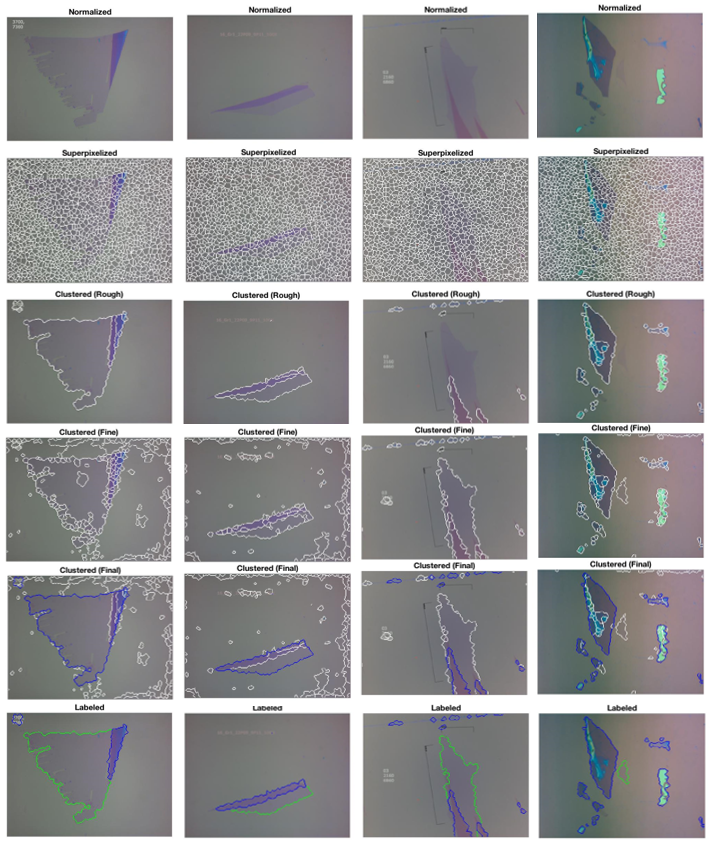 Normalized Normalized Normalized Normalized
Superpixelized Superpixelized Superpixelized Superpixelized
Clustered (Rough) Clustered (Rough) Clustered (Rough) Clustered (Rough)
Clustered (Fine) Clustered (Fine) Clustered (Fine) Clustered (Fine)
Clustered (Final) Clustered (Final) Clustered (Final) Clustered (Final)
Labeled Labeled Labeled Labeled